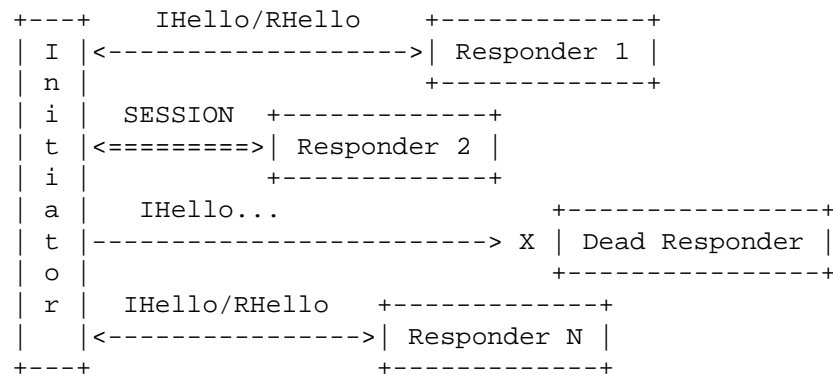 +---+    IHello/RHello    +-------------+
| I |<------------------->| Responder 1 |
| n |                     +-------------+
| i |  SESSION  +-------------+
| t |<=========>| Responder 2 |
| i |           +-------------+
| a |   IHello...                 +----------------+
| t |-------------------------> X | Dead Responder |
| o |                             +----------------+
| r |  IHello/RHello   +-------------+
|   |<---------------->| Responder N |
+---+                  +-------------+